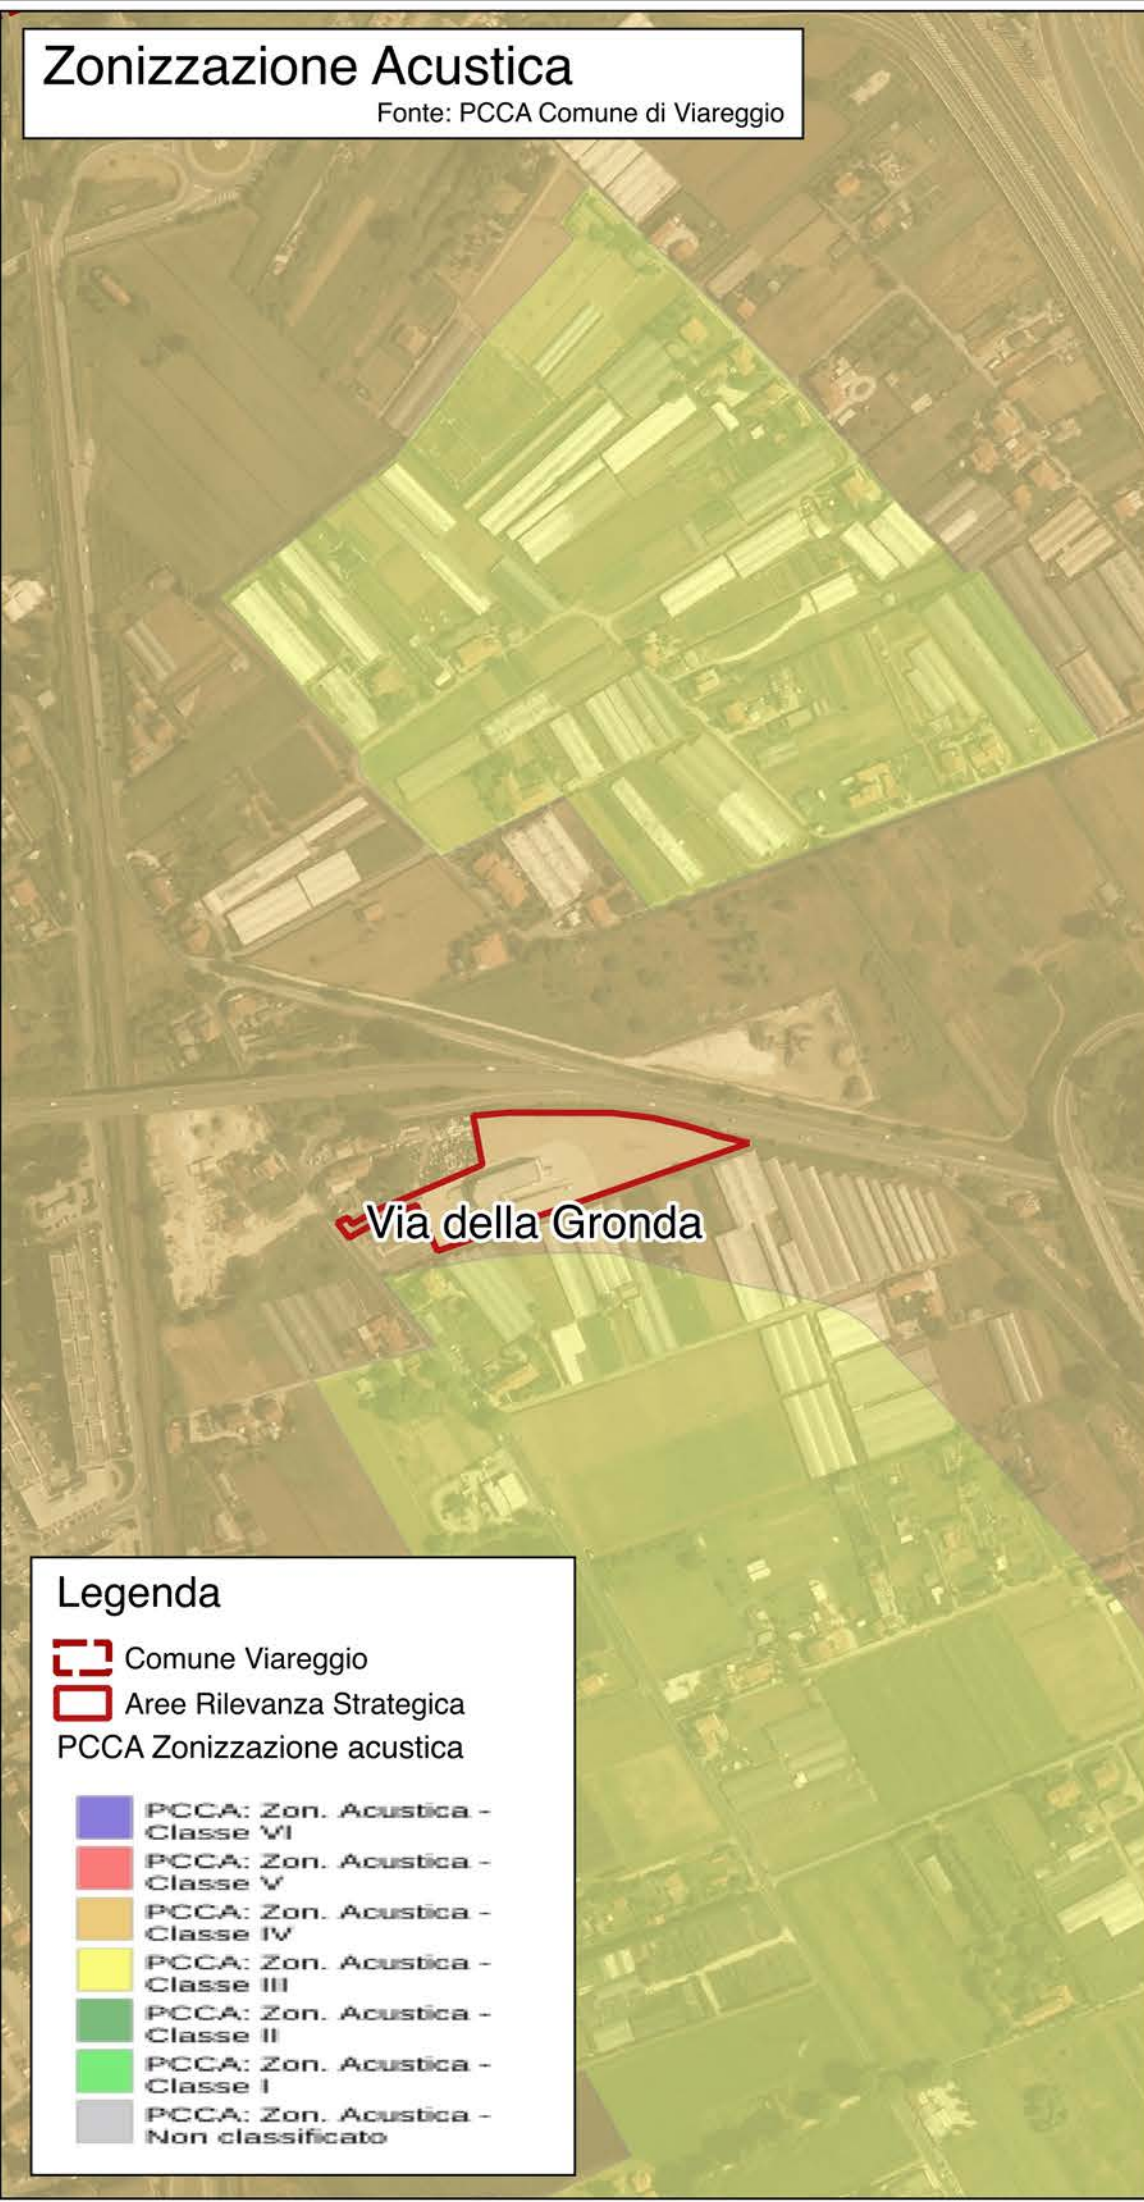 Zonizzazione Acustica
Fonte: PCCA Comune di Viareggio
Via della Gronda
Legenda
Comune Viareggio
Aree Rilevanza Strategica
PCCA Zonizzazione acustica
PCCA: Zon. Acustica -
Classe VI
PCCA: Zon. Acustica -
Classe V
PCCA: Zon. Acustica -
Classe IV
PCCA: Zon. Acustica -
Classe III
PCCA: Zon. Acustica -
Classe II
PCCA: Zon. Acustica -
Classe I
PCCA: Zon. Acustica -
Non classificato